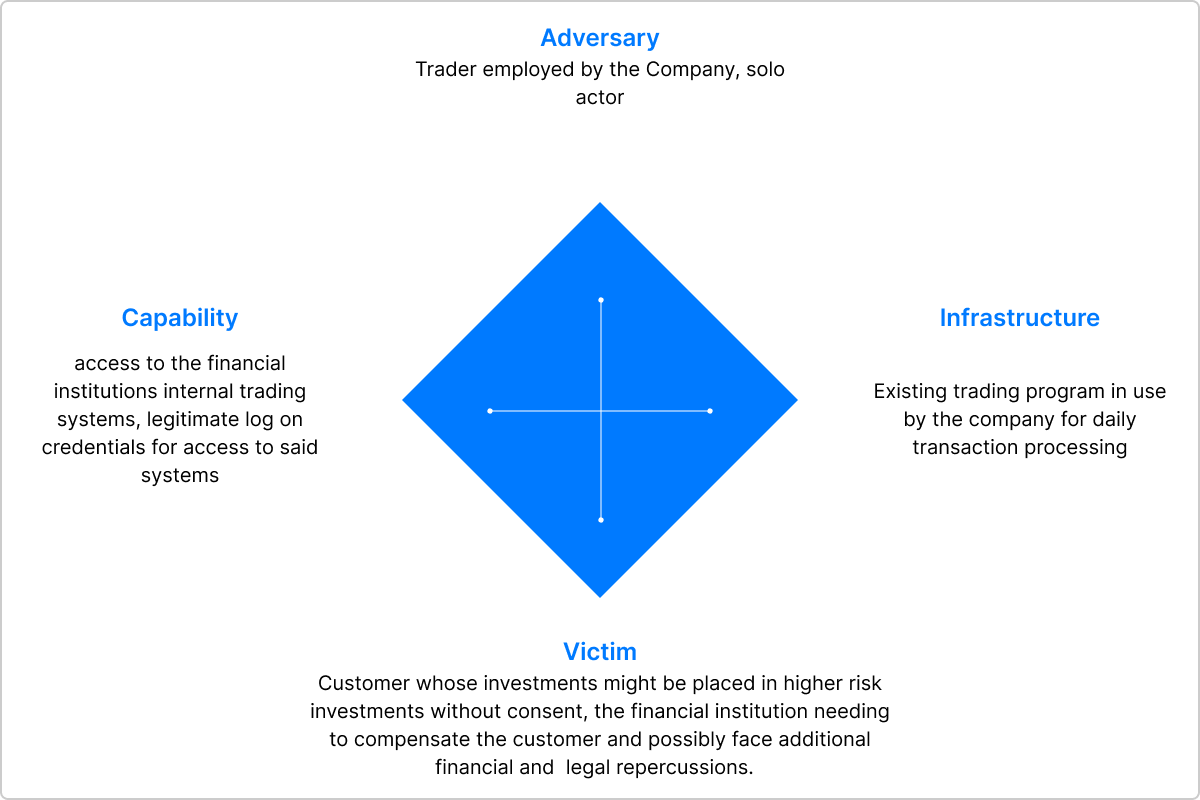 Adversary
Trader employed by the Company, solo
actor
Capability
access to the financial
institutions internal trading
systems, legitimate log on
credentials for access to said
systems
Infrastructure
Existing trading program in use
by the company for daily
transaction processing
Victim
Customer whose investments might be placed in higher risk
investments without consent, the financial institution needing
to compensate the customer and possibly face additional
financial and  legal repercussions.